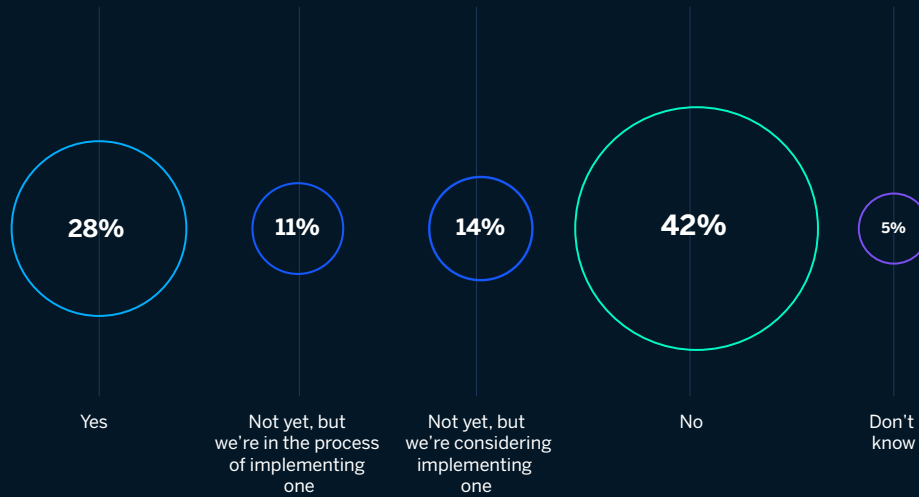 28%
11%
14%
42%
5%
Yes
Not yet, but
we're in the process
of implementing
one
Not yet, but
we're considering
implementing
one
No
Don't
know